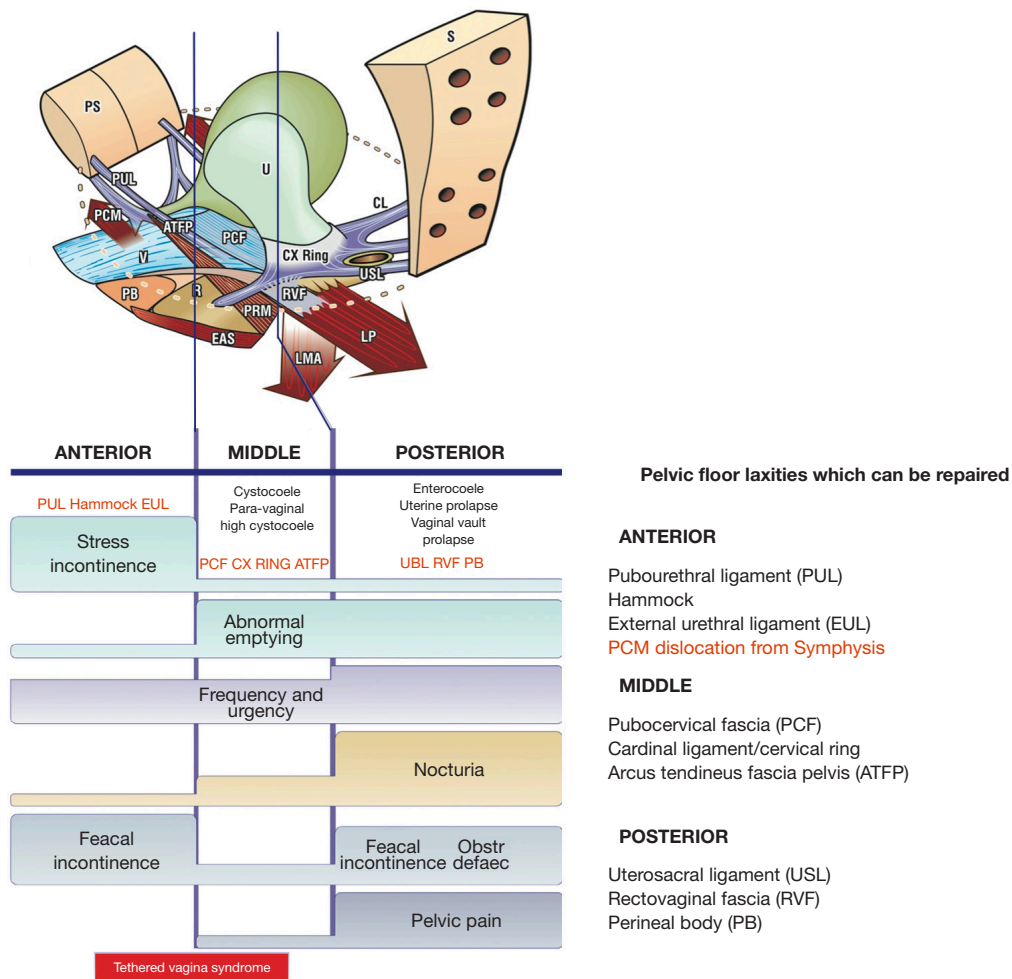 S
PS
U
PUL
CL
PCM
ATFP
PCF
CX Ring
V
USL
PB
R
RVF
PRM
EAS
LP
LMA
ANTERIOR
MIDDLE
POSTERIOR
PUL Hammock EUL
Cystocoele
Para-vaginal
high cystocoele
PCF CX RING ATFP
Enterocoele
Uterine prolapse
Vaginal vault
prolapse
UBL RVF PB
Stress
incontinence
Abnormal
emptying
Frequency and
urgency
Nocturia
Feacal
incontinence
Feacal
incontinence
Obstr
defaec
Pelvic pain
Tethered vagina syndrome
Pelvic floor laxities which can be repaired
ANTERIOR
Pubourethral ligament (PUL)
Hammock
External urethral ligament (EUL)
PCM dislocation from Symphysis
MIDDLE
Pubocervical fascia (PCF)
Cardinal ligament/cervical ring
Arcus tendineus fascia pelvis (ATFP)
POSTERIOR
Uterosacral ligament (USL)
Rectovaginal fascia (RVF)
Perineal body (PB)